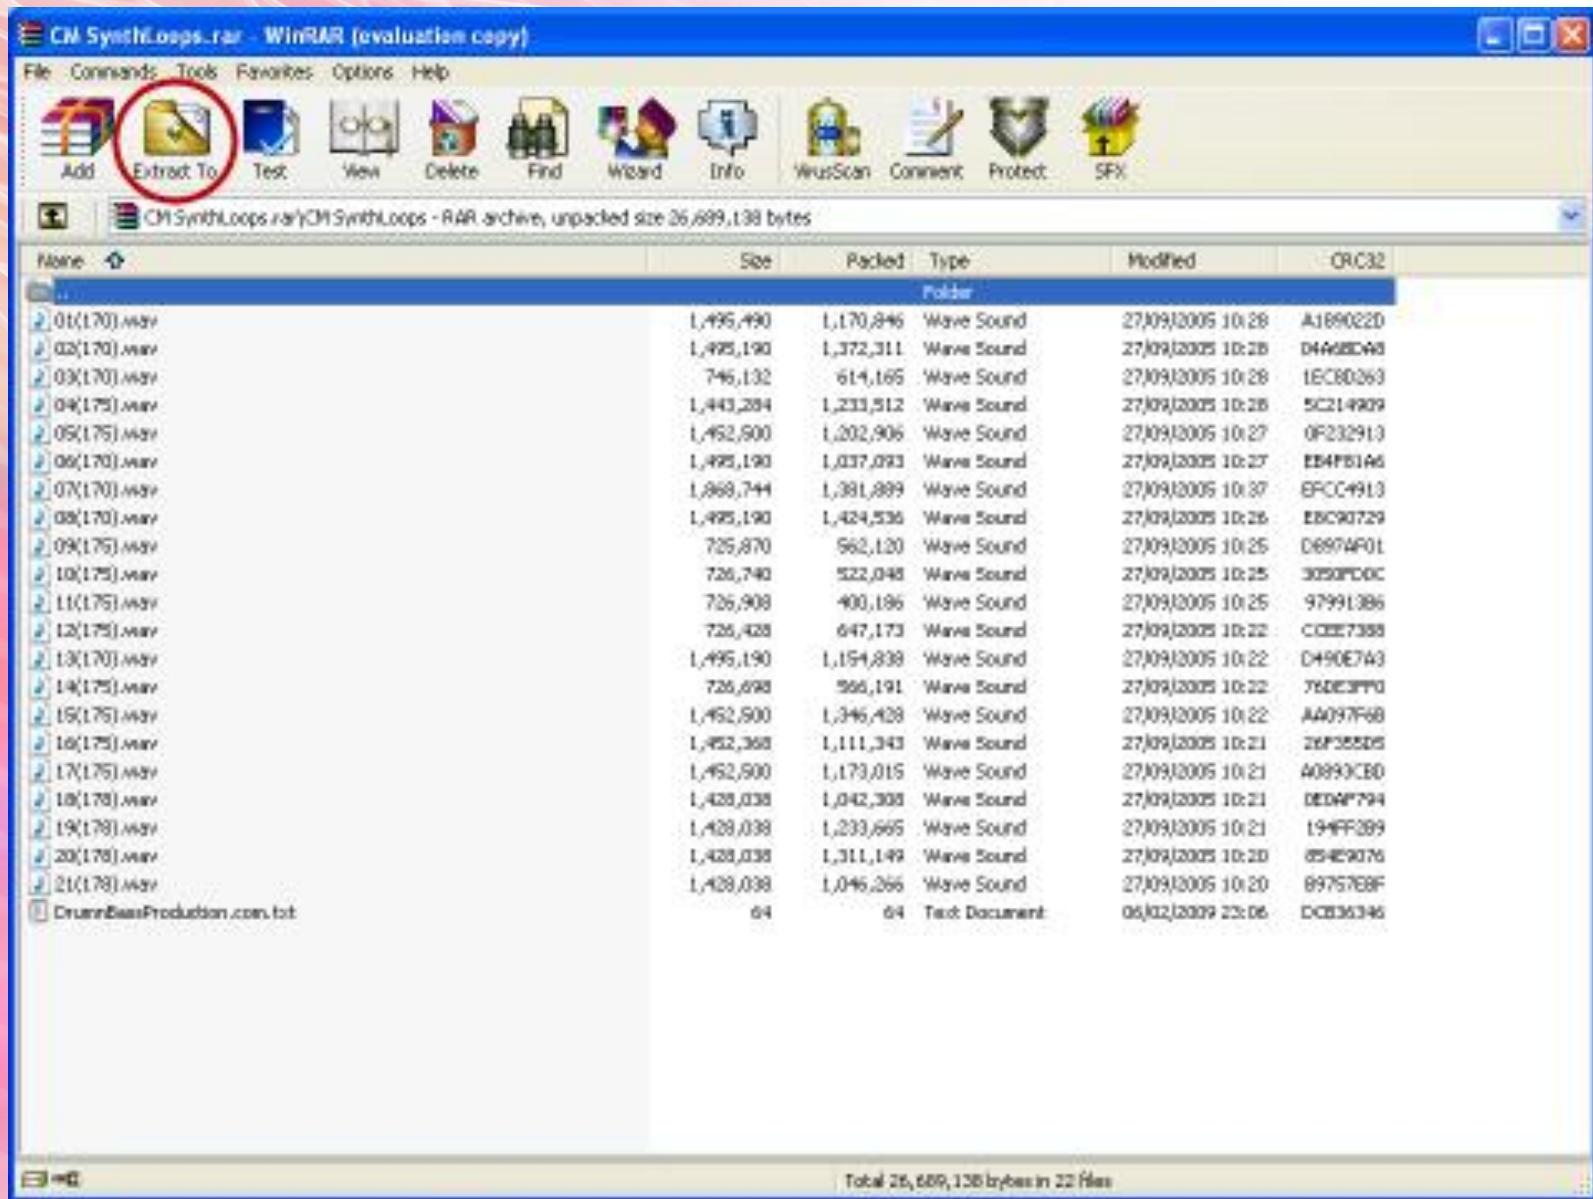 CM SynthLoops.rar - WinRAR (evaluation copy)
File Commands Tools Favorites Options Help
Add Extract To Test View Delete Find Wizard Info VirusScan Comment Protect SFX
CM SynthLoops.rar\CM SynthLoops - RAR archive, unpacked size 26,689,138 bytes
Name Size Packed Type Modified CRC32
.. Folder
01(170).wav 1,495,490 1,170,846 Wave Sound 27/09/2005 10:28 A189022D
02(170).wav 1,495,190 1,372,311 Wave Sound 27/09/2005 10:28
03(170).wav 746,132 614,165 Wave Sound 27/09/2005 10:28 1EC8D263
04(175).wav 1,443,284 1,233,512 Wave Sound 27/09/2005 10:28 5C214909
05(175).wav 1,452,500 1,202,906 Wave Sound 27/09/2005 10:27 0F232913
06(170).wav 1,495,190 1,037,093 Wave Sound 27/09/2005 10:27
07(170).wav 1,868,744 1,381,889 Wave Sound 27/09/2005 10:37 EFCC4913
08(170).wav 1,495,190 1,424,536 Wave Sound 27/09/2005 10:26 E8C90729
09(175).wav 725,870 562,120 Wave Sound 27/09/2005 10:25 D897AF01
10(175).wav 726,740 522,048 Wave Sound 27/09/2005 10:25
11(175).wav 726,908 400,186 Wave Sound 27/09/2005 10:25
12(175).wav 726,428 647,173 Wave Sound 27/09/2005 10:22
13(170).wav 1,495,190 1,154,838 Wave Sound 27/09/2005 10:22 D490E7A3
14(175).wav 726,698 566,191 Wave Sound 27/09/2005 10:22
15(175).wav 1,452,500 1,346,428 Wave Sound 27/09/2005 10:22 AA097F6B
16(175).wav 1,452,368 1,111,343 Wave Sound 27/09/2005 10:21 26F355D5
17(175).wav 1,452,500 1,173,015 Wave Sound 27/09/2005 10:21 A0893CBD
18(178).wav 1,428,038 1,042,308 Wave Sound 27/09/2005 10:21
19(178).wav 1,428,038 1,233,665 Wave Sound 27/09/2005 10:21 194FF2B9
20(178).wav 1,428,038 1,311,149 Wave Sound 27/09/2005 10:20 854E9076
21(178).wav 1,428,038 1,046,266 Wave Sound 27/09/2005 10:20 89757E8F
DrumnBassProduction.com.txt 64 64 Text Document 06/02/2009 23:06 DCB36346
Total 26,689,138 bytes in 22 files